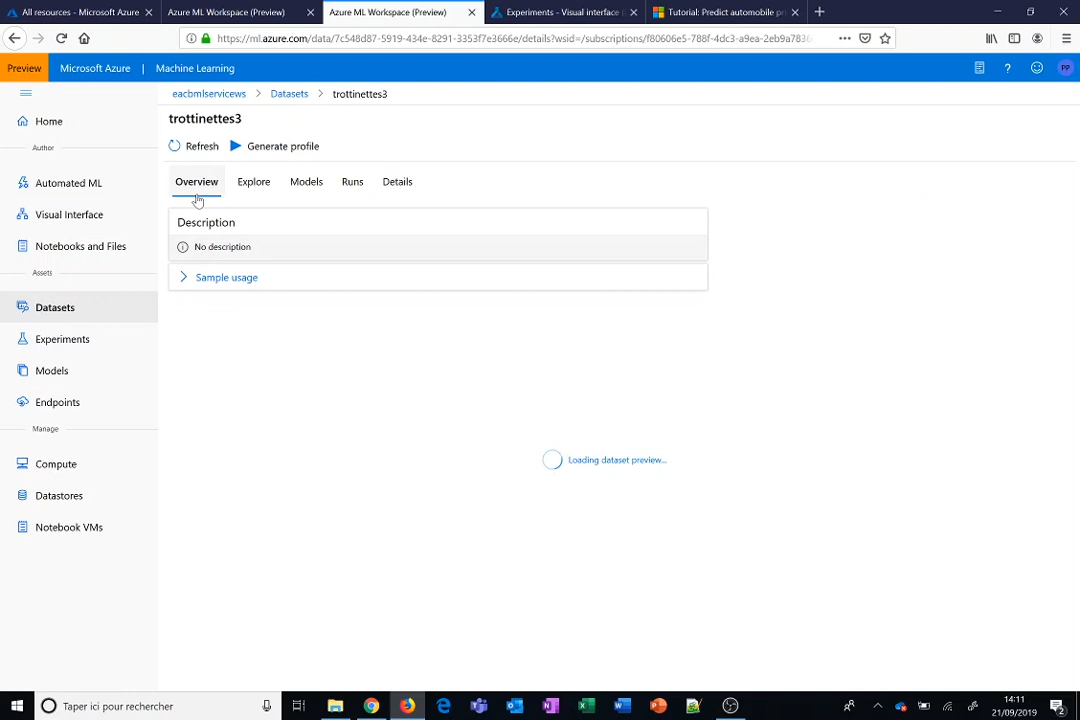 All resources - Microsoft Azure
Azure ML Workspace (Preview)
Azure ML Workspace (Preview)
Experiments - Visual interface (
Tutorial: Predict automobile pri
https://ml.azure.com/data/7c548d87-5919-434e-8291-3353f7e3666e/details?wsid=/subscriptions/f80606e5-788f-4dc3-a9ea-2eb9a783
Preview
Microsoft Azure | Machine Learning
PP
eacbmlservicews > Datasets > trottinettes3
trottinettes3
Refresh
Generate profile
Overview
Explore
Models
Runs
Details
Description
No description
Sample usage
Loading dataset preview...
Home
Author
Automated ML
Visual Interface
Notebooks and Files
Assets
Datasets
Experiments
Models
Endpoints
Manage
Compute
Datastores
Notebook VMs
Taper ici pour rechercher
14:11
21/09/2019
2